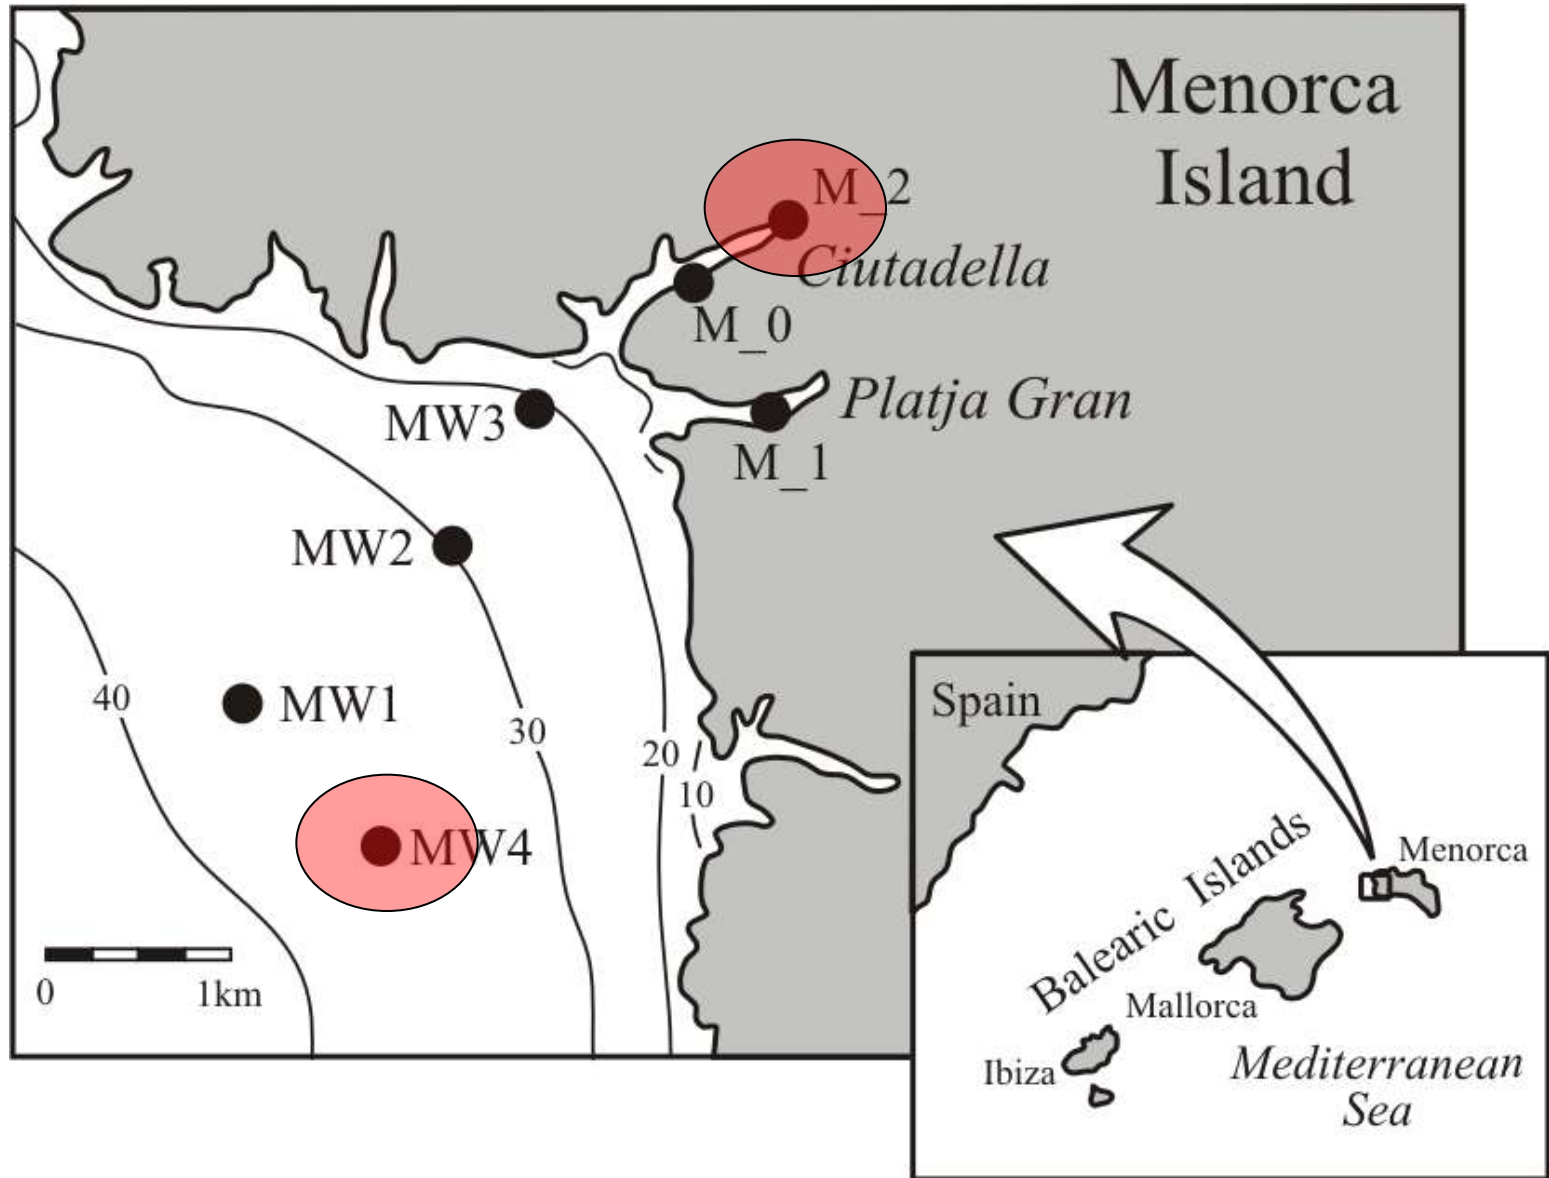 Menorca
Island
M_2
Ciutadella
M_0
Platja Gran
MW3
M_1
MW2
40
MW1
30
20
10
MW4
0
1km
Spain
Menorca
Balearic Islands
Mallorca
Ibiza
Mediterranean
Sea